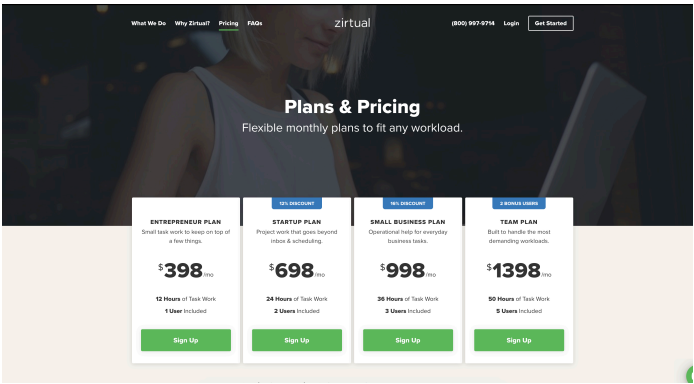 What We Do Why Zirtual? Pricing FAQs
zirtual
(800) 997-9714 Login Get Started
Plans & Pricing
Flexible monthly plans to fit any workload.
ENTREPRENEUR PLAN
Small task work to keep on top of
a few things.
$398/mo
12 Hours of Task Work
1 User Included
Sign Up
13% DISCOUNT
STARTUP PLAN
Project work that goes beyond
inbox & scheduling.
$698/mo
24 Hours of Task Work
2 Users Included
Sign Up
16% DISCOUNT
SMALL BUSINESS PLAN
Operational help for everyday
business tasks.
$998/mo
36 Hours of Task Work
3 Users Included
Sign Up
2 BONUS USERS
TEAM PLAN
Built to handle the most
demanding workloads.
$1398/mo
50 Hours of Task Work
5 Users Included
Sign Up